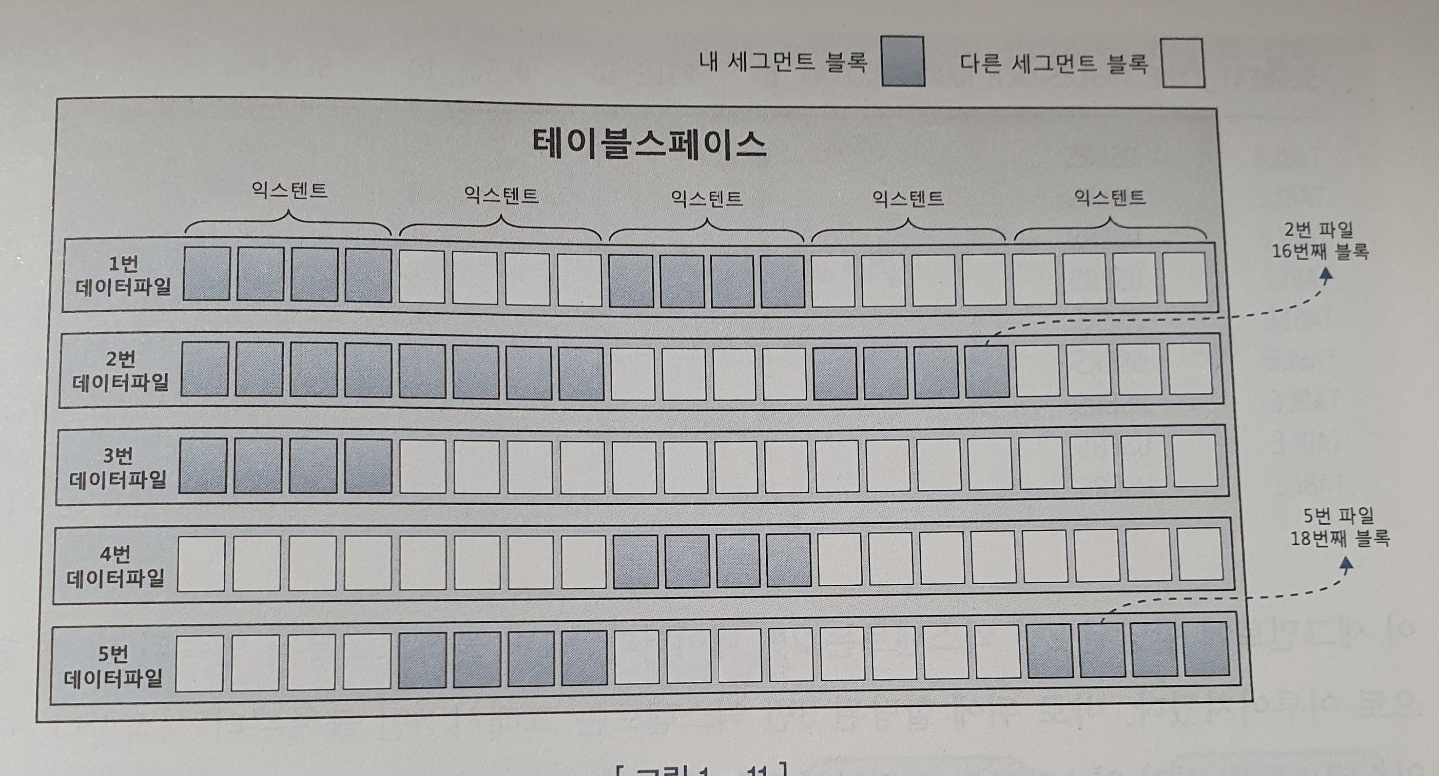 내 세그먼트 블록 다른 세그먼트 블록
테이블스페이스
익스텐트 익스텐트 익스텐트 익스텐트 익스텐트
1번
데이터파일
2번 파일
16번째 블록
2번
데이터파일
3번
데이터파일
4번
데이터파일
5번 파일
18번째 블록
5번
데이터파일
[ 그림 1 - 11 ]